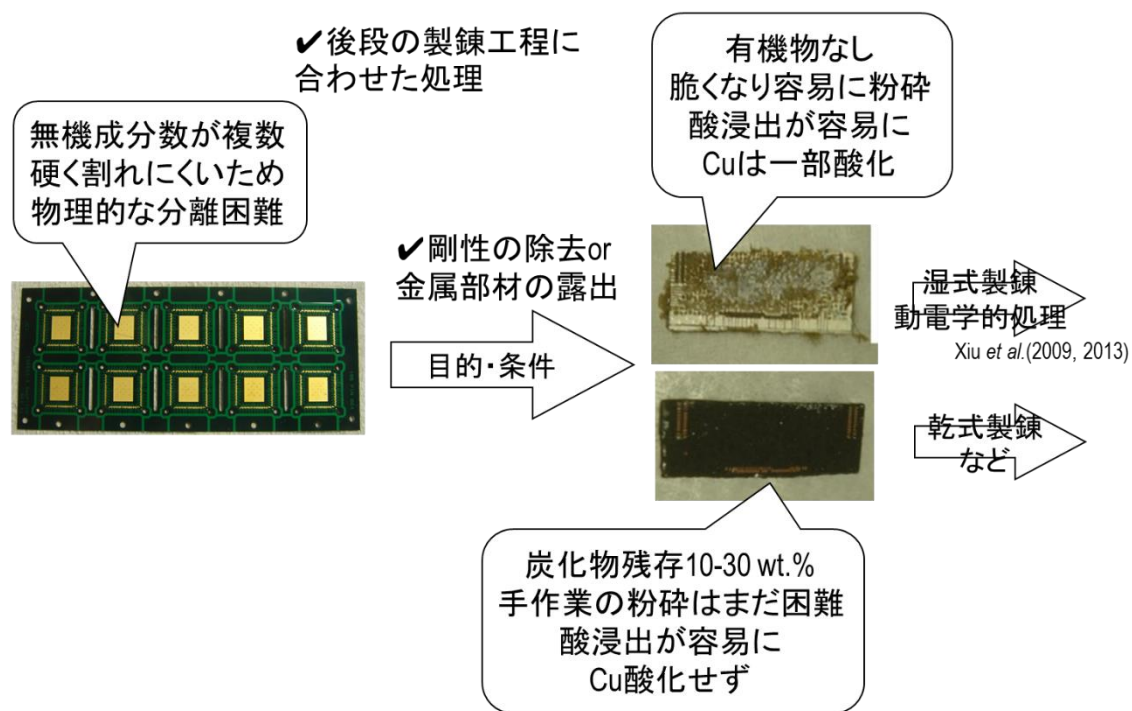 ✔後段の製錬工程に
合わせた処理
有機物なし
脆くなり容易に粉砕
酸浸出が容易に
Cuは一部酸化
無機成分数が複数
硬く割れにくいため
物理的な分離困難
✔剛性の除去or
金属部材の露出
目的・条件
湿式製錬
動電学的処理
Xiu et al.(2009, 2013)
乾式製錬
など
炭化物残存10-30 wt.%
手作業の粉砕はまだ困難
酸浸出が容易に
Cu酸化せず